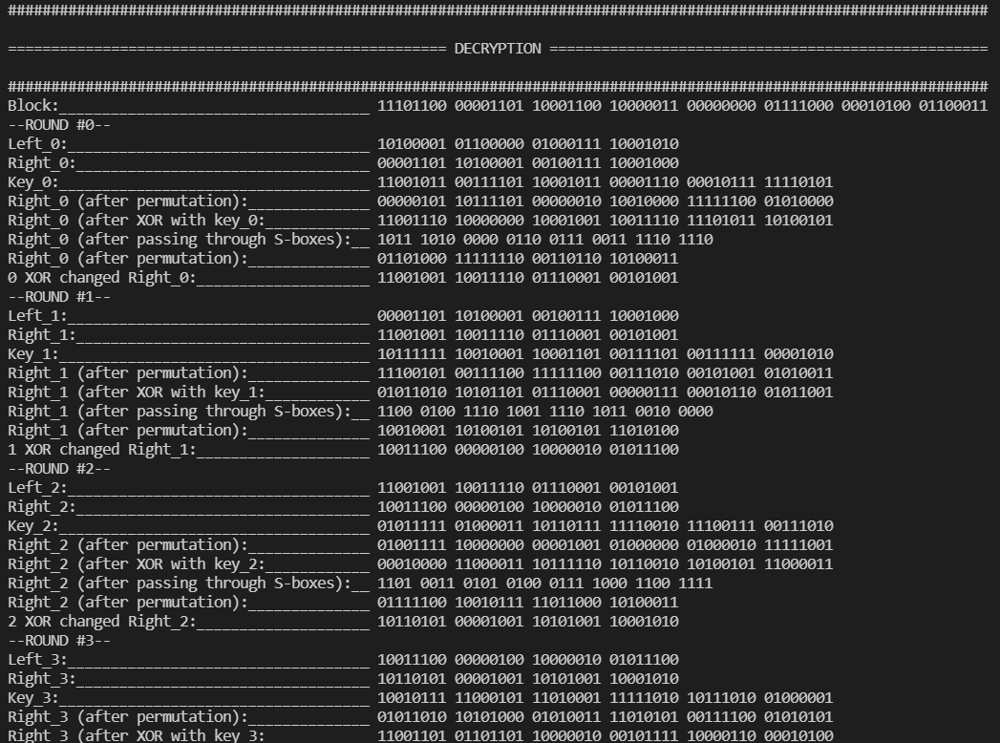 ##################################################################################################################
=================================================== DECRYPTION ===================================================
##################################################################################################################
Block:____________________________________ 11101100 00001101 10001100 10000011 00000000 01111000 00010100 01100011
--ROUND #0--
Left_0:___________________________________ 10100001 01100000 01000111 10001010
Right_0:__________________________________ 00001101 10100001 00100111 10001000
Key_0:____________________________________ 11001011 00111101 10001011 00001110 00010111 11110101
Right_0 (after permutation):______________ 00000101 10111101 00000010 10010000 11111100 01010000
Right_0 (after XOR with key_0:____________ 11001110 10000000 10001001 10011110 11101011 10100101
Right_0 (after passing through S-boxes):__ 1011 1010 0000 0110 0111 0011 1110 1110
Right_0 (after permutation):______________ 01101000 11111110 00110110 10100011
0 XOR changed Right_0:____________________ 11001001 10011110 01110001 00101001
--ROUND #1--
Left_1:___________________________________ 00001101 10100001 00100111 10001000
Right_1:__________________________________ 11001001 10011110 01110001 00101001
Key_1:____________________________________ 10111111 10010001 10001101 00111101 00111111 00001010
Right_1 (after permutation):______________ 11100101 00111100 11111100 00111010 00101001 01010011
Right_1 (after XOR with key_1:____________ 01011010 10101101 01110001 00000111 00010110 01011001
Right_1 (after passing through S-boxes):__ 1100 0100 1110 1001 1110 1011 0010 0000
Right_1 (after permutation):______________ 10010001 10100101 10100101 11010100
1 XOR changed Right_1:____________________ 10011100 00000100 10000010 01011100
--ROUND #2--
Left_2:___________________________________ 11001001 10011110 01110001 00101001
Right_2:__________________________________ 10011100 00000100 10000010 01011100
Key_2:____________________________________ 01011111 01000011 10110111 11110010 11100111 00111010
Right_2 (after permutation):______________ 01001111 10000000 00001001 01000000 01000010 11111001
Right_2 (after XOR with key_2:____________ 00010000 11000011 10111110 10110010 10100101 11000011
Right_2 (after passing through S-boxes):__ 1101 0011 0101 0100 0111 1000 1100 1111
Right_2 (after permutation):______________ 01111100 10010111 11011000 10100011
2 XOR changed Right_2:____________________ 10110101 00001001 10101001 10001010
--ROUND #3--
Left_3:___________________________________ 10011100 00000100 10000010 01011100
Right_3:__________________________________ 10110101 00001001 10101001 10001010
Key_3:____________________________________ 10010111 11000101 11010001 11111010 10111010 01000001
Right_3 (after permutation):______________ 01011010 10101000 01010011 11010101 00111100 01010101
Right_3 (after XOR with key_3:____________ 11001101 01101101 10000010 00101111 10000110 00010100